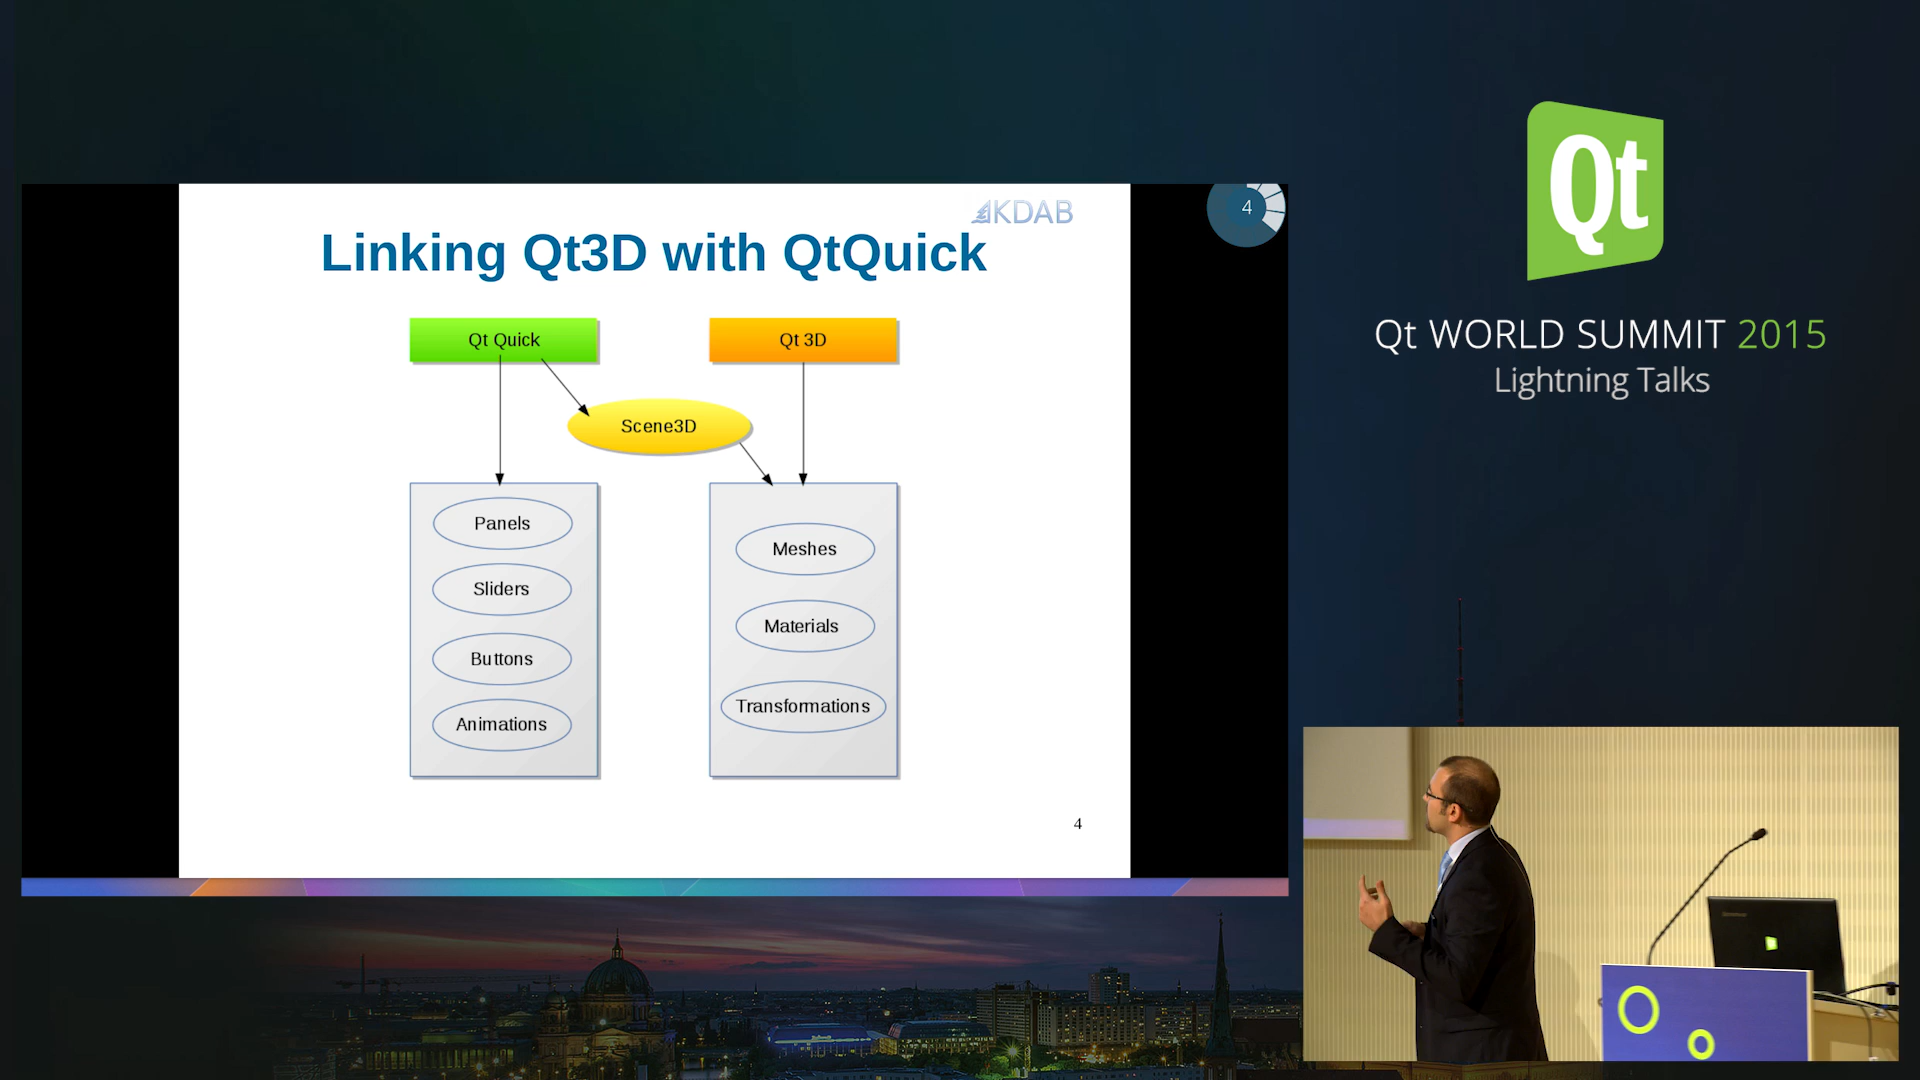 KDAB
4
Linking Qt3D with QtQuick
Qt Quick
Qt 3D
Scene3D
Panels
Sliders
Buttons
Animations
Meshes
Materials
Transformations
4
Qt
Qt WORLD SUMMIT 2015
Lightning Talks